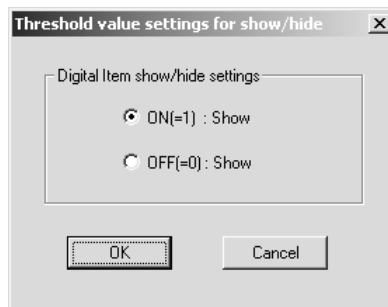 Threshold value settings for show/hide
Digital Item show/hide settings
ON(=1) : Show
OFF(=0) : Show
OK
Cancel